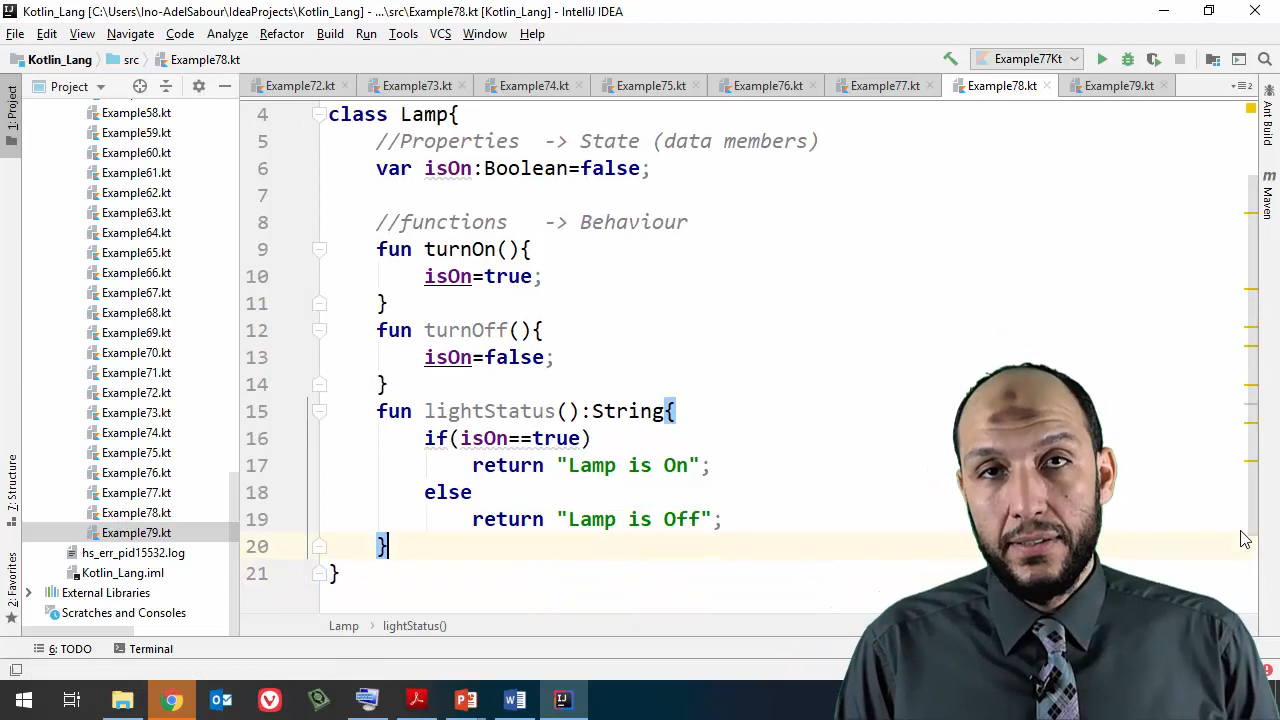 Kotlin_Lang [C:\Users\Ino-AdelSabour\IdeaProjects\Kotlin_Lang] - ...\src\Example78.kt [Kotlin_Lang] - IntelliJ IDEA
File Edit View Navigate Code Analyze Refactor Build Run Tools VCS Window Help
Kotlin_Lang src Example78.kt Example77Kt
Project Example72.kt Example73.kt Example74.kt Example75.kt Example76.kt Example77.kt Example78.kt Example79.kt
1: Project
7: Structure
2: Favorites
Example58.kt
Example59.kt
Example60.kt
Example61.kt
Example62.kt
Example63.kt
Example64.kt
Example65.kt
Example66.kt
Example67.kt
Example68.kt
Example69.kt
Example70.kt
Example71.kt
Example72.kt
Example73.kt
Example74.kt
Example75.kt
Example76.kt
Example77.kt
Example78.kt
Example79.kt
hs_err_pid15532.log
Kotlin_Lang.iml
External Libraries
Scratches and Consoles
4 class Lamp{
5 //Properties -> State (data members)
6 var isOn:Boolean=false;
7
8 //functions -> Behaviour
9 fun turnOn(){
10 isOn=true;
11 }
12 fun turnOff(){
13 isOn=false;
14 }
15 fun lightStatus():String{
16 if(isOn==true)
17 return "Lamp is On";
18 else
19 return "Lamp is Off";
20 }
21 }
Lamp lightStatus()
Ant Build
Maven
6: TODO Terminal